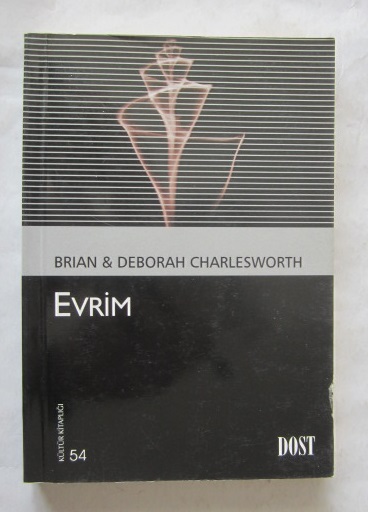 BRIAN & DEBORAH CHARLESWORTH
EVRİM
KÜLTÜR KİTAPLIĞI 54
DOST